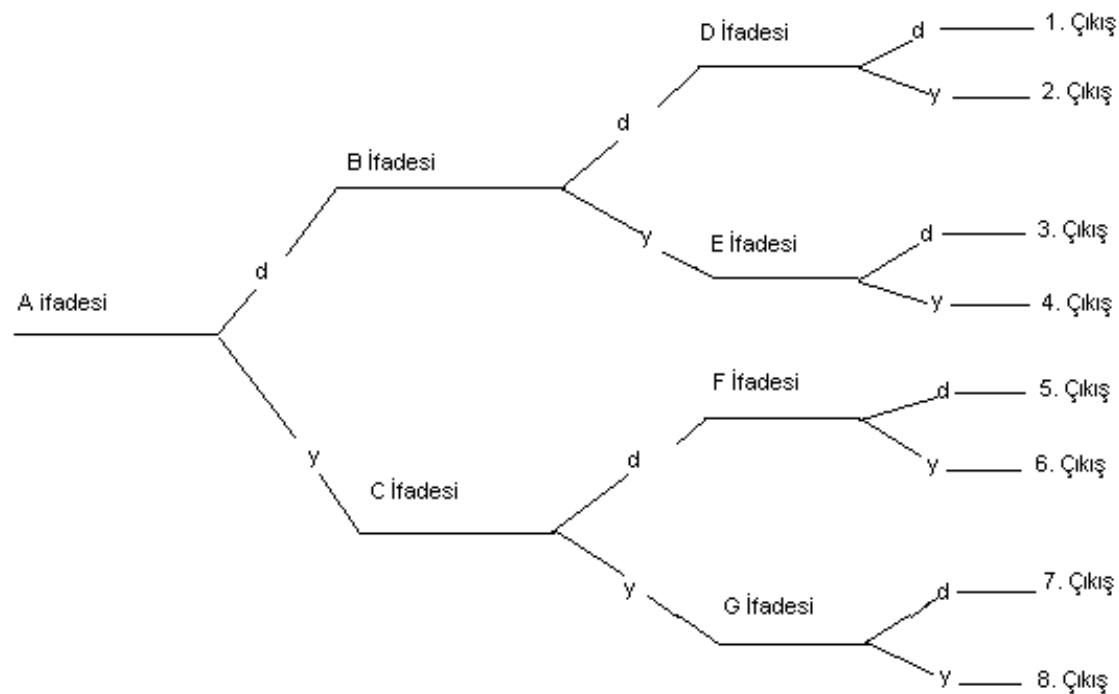 D İfadesi
d
1. Çıkış
y
2. Çıkış
d
B İfadesi
y
E İfadesi
d
3. Çıkış
y
4. Çıkış
d
A ifadesi
y
F İfadesi
d
5. Çıkış
y
6. Çıkış
d
C İfadesi
y
G İfadesi
d
7. Çıkış
y
8. Çıkış